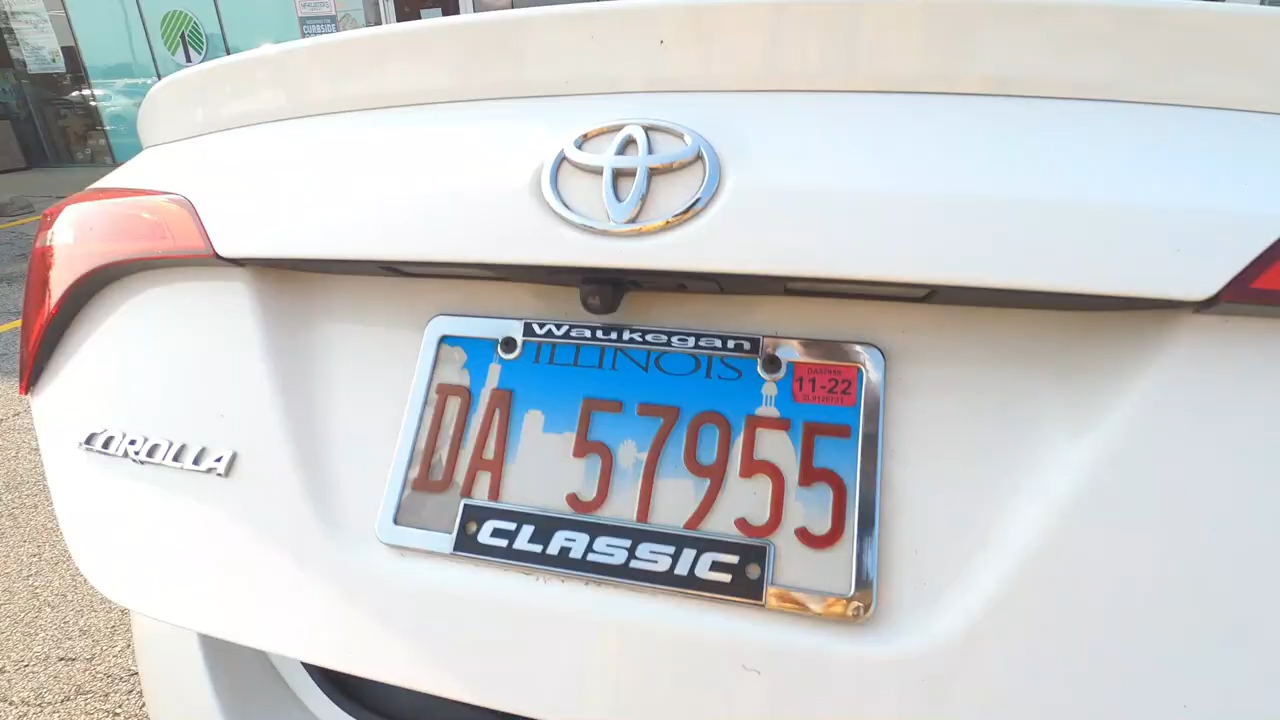 CURBSIDE
Waukegan
ILLINOIS
11-22
DA 57955
COROLLA
CLASSIC